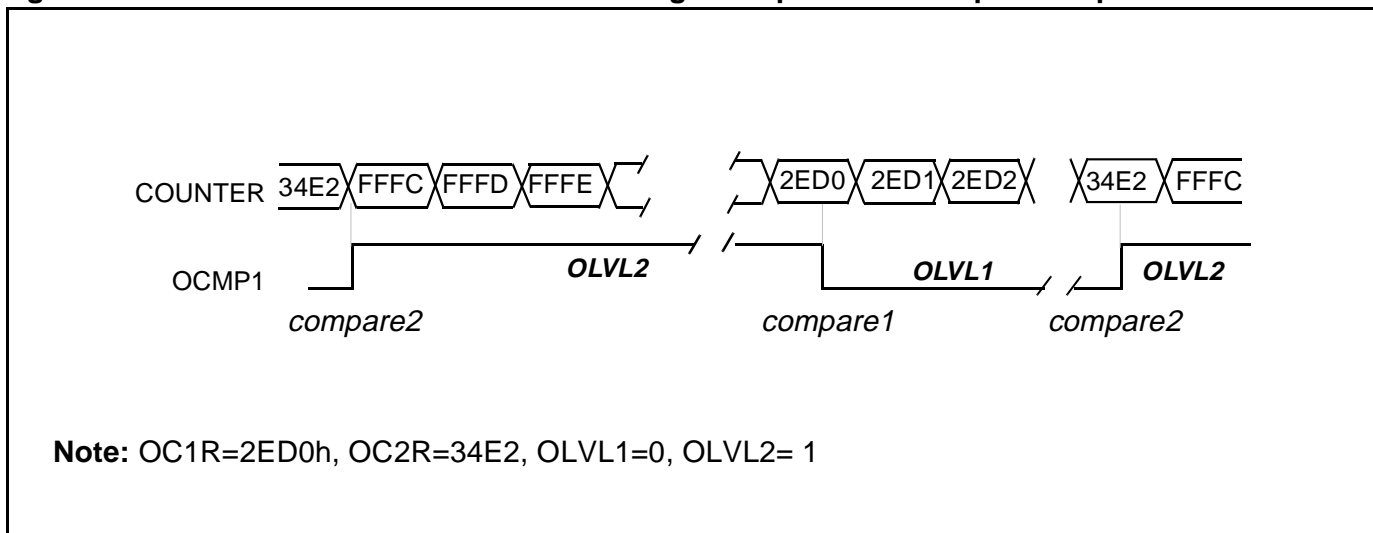 COUNTER 34E2 FFFC FFFD FFFE 2ED0 2ED1 2ED2 34E2 FFFC
OCMP1 OLVL2 OLVL1 OLVL2
compare2 compare1 compare2
Note: OC1R=2ED0h, OC2R=34E2, OLVL1=0, OLVL2= 1